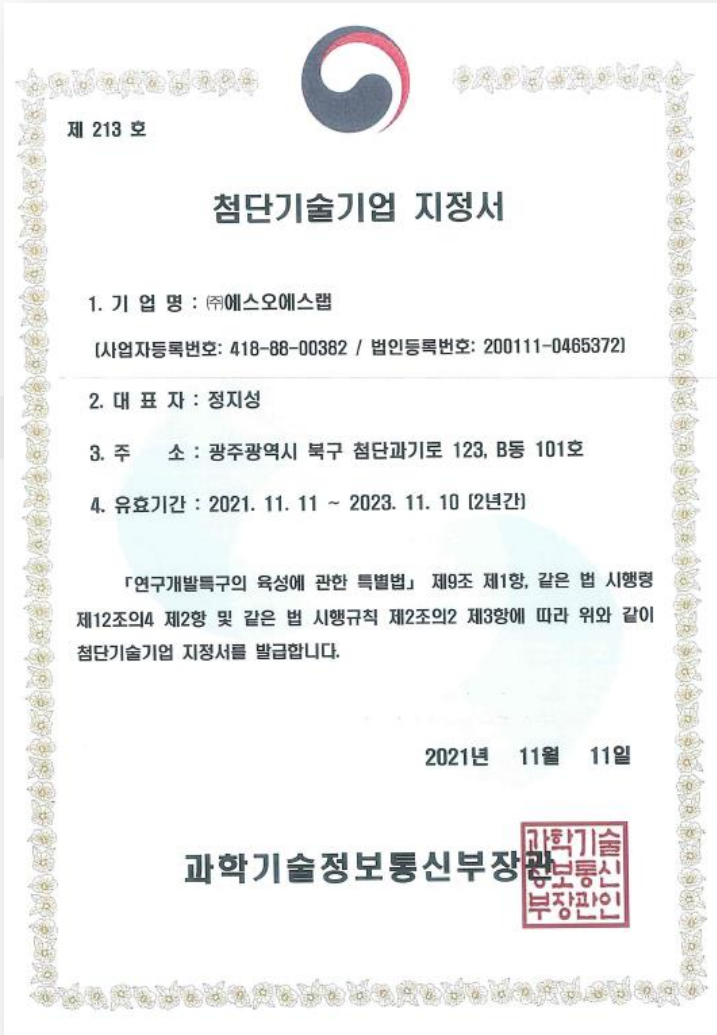 제 213 호
첨단기술기업 지정서
1. 기 업 명 : ㈜에스오에스랩
(사업자등록번호: 418-88-00382 / 법인등록번호: 200111-0465372)
2. 대 표 자 : 정지성
3. 주 소 : 광주광역시 북구 첨단과기로 123, B동 101호
4. 유효기간 : 2021. 11. 11 ~ 2023. 11. 10 (2년간)
「연구개발특구의 육성에 관한 특별법」 제9조 제1항, 같은 법 시행령
제12조의4 제2항 및 같은 법 시행규칙 제2조의2 제3항에 따라 위와 같이
첨단기술기업 지정서를 발급합니다.
2021년 11월 11일
과학기술정보통신부장관
과학기술
정보통신
부장관인